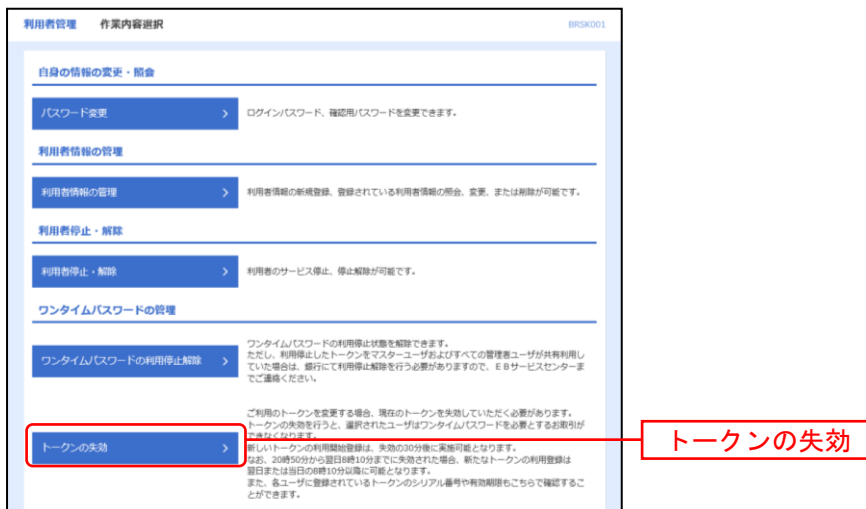 利用者管理 作業内容選択 BRSK001
自身の情報の変更・照会
パスワード変更
ログインパスワード、確認用パスワードを変更できます。
利用者情報の管理
利用者情報の管理
利用者情報の新規登録、登録されている利用者情報の照会、変更、または削除が可能です。
利用者停止・解除
利用者停止・解除
利用者のサービス停止、停止解除が可能です。
ワンタイムパスワードの管理
ワンタイムパスワードの利用停止解除
ワンタイムパスワードの利用停止状態を解除できます。
ただし、利用停止したトークンをマスターユーザおよびすべての管理者ユーザが共有利用し
ていた場合は、銀行にて利用停止解除を行う必要がありますので、EBサービスセンターま
でご連絡ください。
トークンの失効
ご利用のトークンを変更する場合、現在のトークンを失効していただく必要があります。
トークンの失効を行うと、選択されたユーザはワンタイムパスワードを必要とするお取引が
できなくなります。
新しいトークンの利用開始登録は、失効の30分後に実施可能となります。
なお、20時50分から翌日8時10分までに失効された場合、新たなトークンの利用登録は
翌日または当日の8時10分以降に可能となります。
また、各ユーザに登録されているトークンのシリアル番号や有効期限もこちらで確認するこ
とができます。
トークンの失効